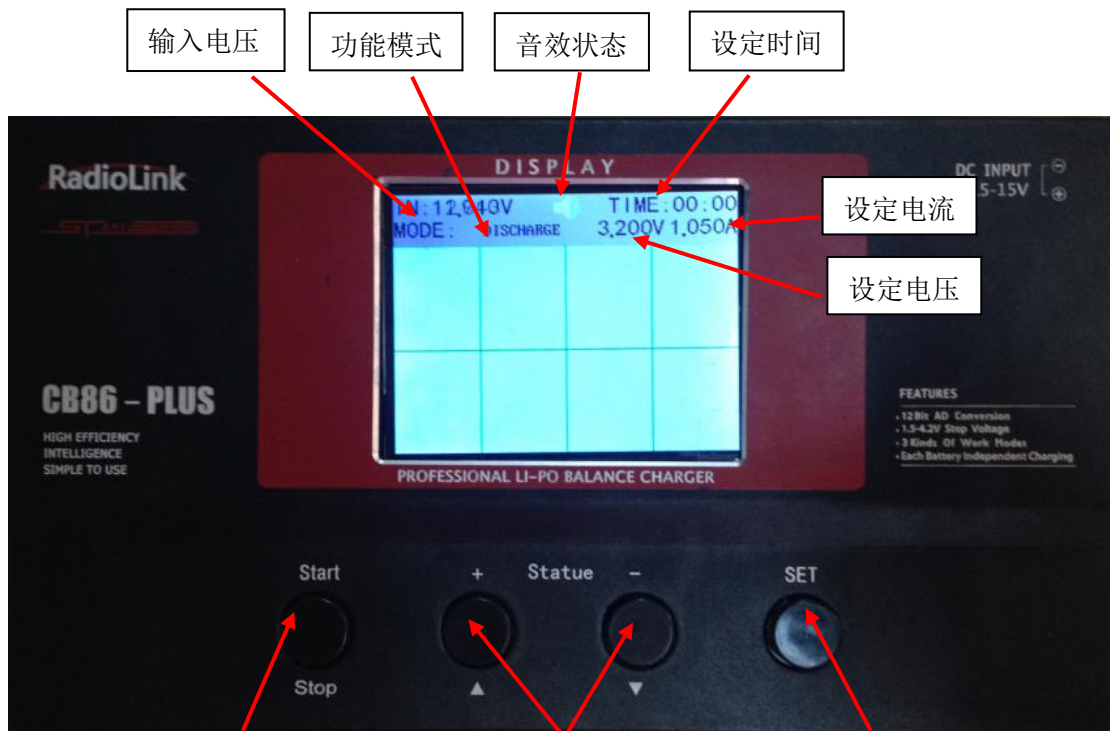 输入电压
功能模式
音效状态
设定时间
RadioLink
DISPLAY
DC INPUT
5-15V
IN:12,040V
TIME:00:00
MODE: DISCHARGE
3,200V 1,050A
设定电流
设定电压
CB86-PLUS
HIGH EFFICIENCY
INTELLIGENCE
SIMPLE TO USE
FEATURES
. 12Bit AD Conversion
. 1.5-4.2V Stop Voltage
- 3 Kinds Of Work Modes
- Each Battery Independent Charging
PROFESSIONAL LI-PO BALANCE CHARGER
Start
+ Statue -
SET
Stop
▲ ▼